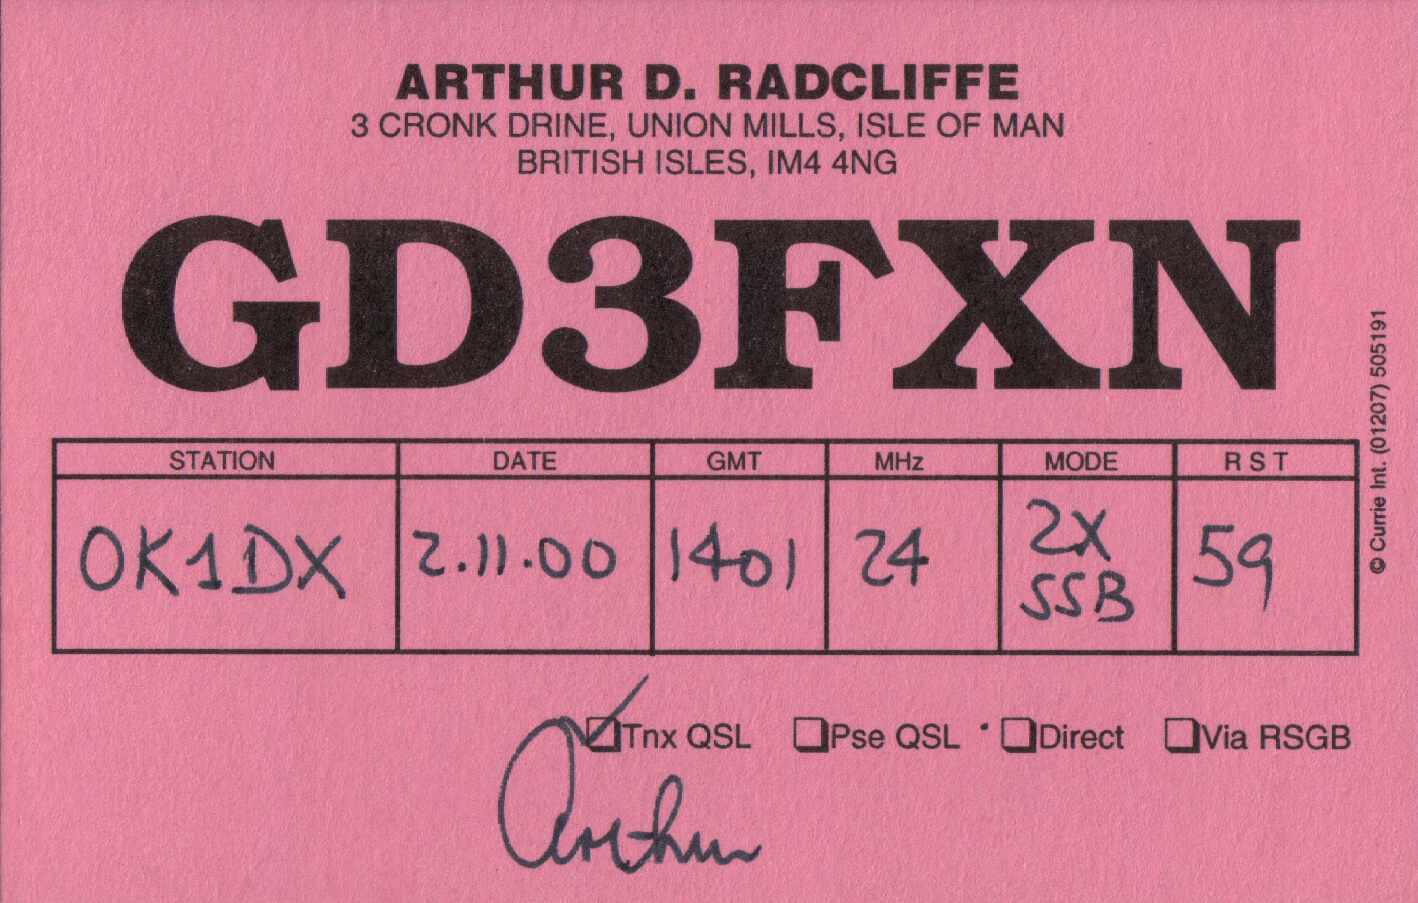 ARTHUR D. RADCLIFFE
3 CRONK DRINE, UNION MILLS, ISLE OF MAN
BRITISH ISLES, IM4 4NG
GD3FXN
STATION DATE GMT MHz MODE R S T
OK1DX 2.11.00 1401 24 2X SSB 59
Tnx QSL Pse QSL Direct Via RSGB
Arthur
© Currie Int. (01207) 505191